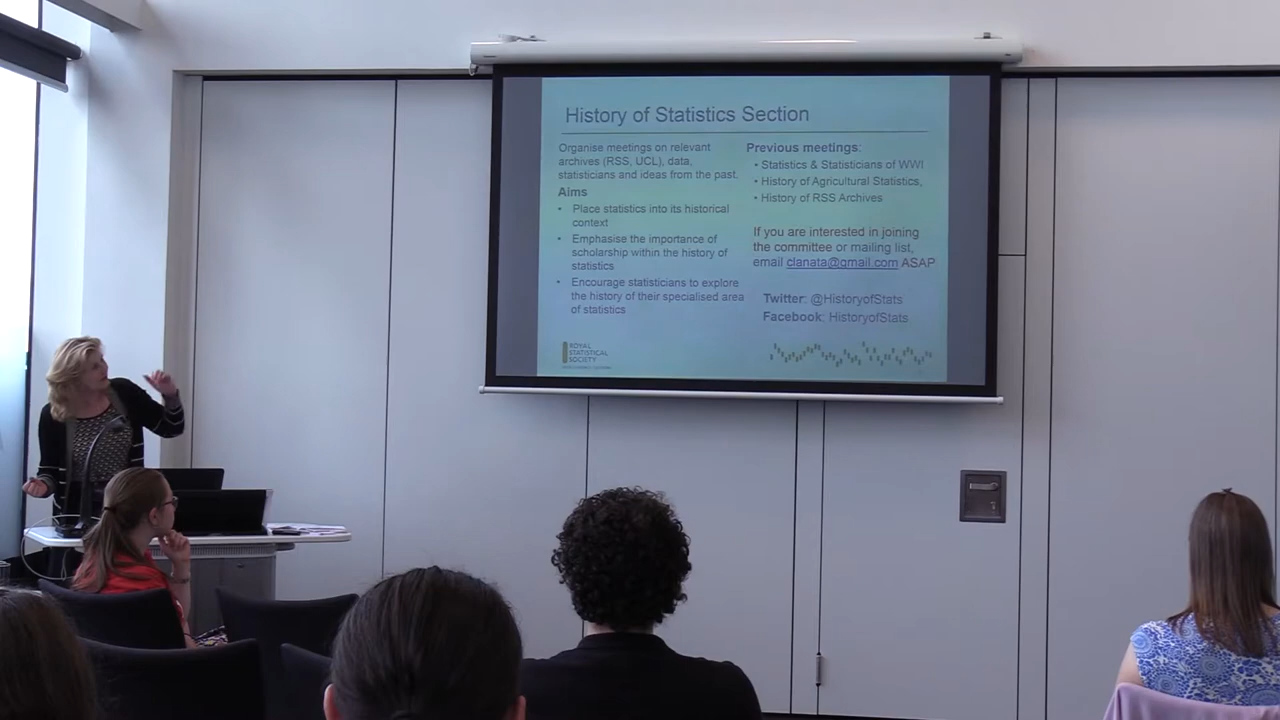 History of Statistics Section
Organise meetings on relevant
archives (RSS, UCL), data,
statisticians and ideas from the past.
Aims
• Place statistics into its historical
context
• Emphasise the importance of
scholarship within the history of
statistics
• Encourage statisticians to explore
the history of their specialised area
of statistics
Previous meetings:
• Statistics & Statisticians of WWI
• History of Agricultural Statistics,
• History of RSS Archives
If you are interested in joining
the committee or mailing list,
email clanata@gmail.com ASAP
Twitter: @HistoryofStats
Facebook: HistoryofStats
ROYAL
STATISTICAL
SOCIETY